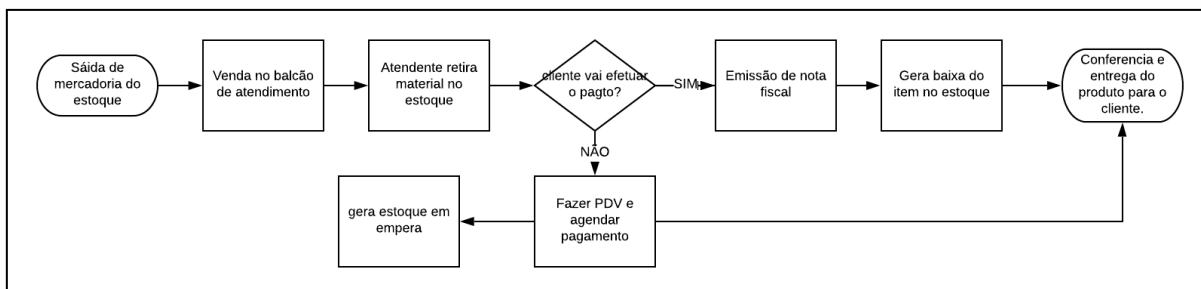 Sáida de
mercadoria do
estoque
Venda no balcão
de atendimento
Atendente retira
material no
estoque
cliente vai efetuar
o pagto?
SIM
Emissão de nota
fiscal
Gera baixa do
item no estoque
Conferencia e
entrega do
produto para o
cliente.
NÃO
gera estoque em
empera
Fazer PDV e
agendar
pagamento